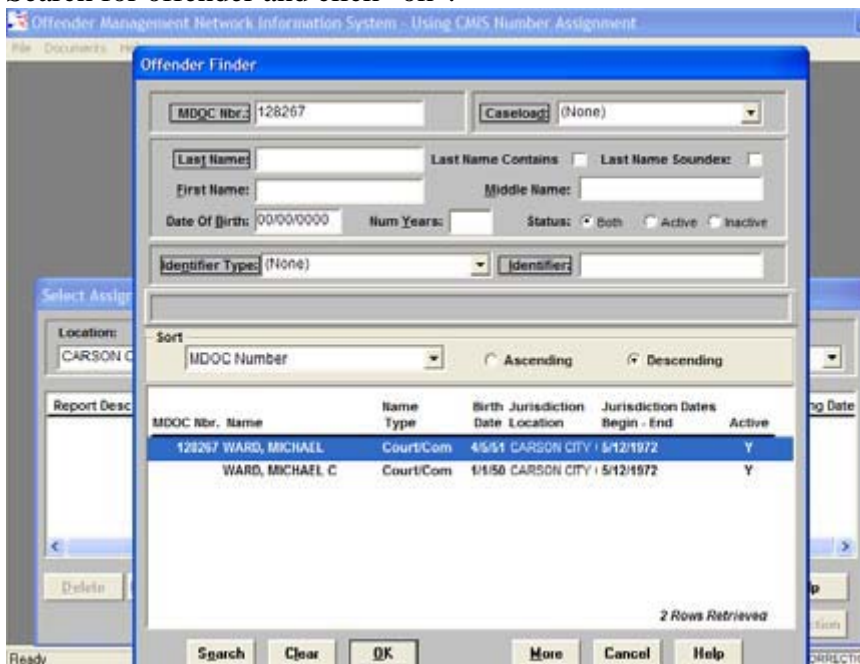 Search for offender and click "ok".
Offender Management Network Information System - Using CMIS Number Assignment
File Documents
Offender Finder
MDOC Nbr.: 128267 Caseload: (None)
Last Name: Last Name Contains Last Name Soundex:
First Name: Middle Name:
Date Of Birth: 00/00/0000 Num Years: Status: Both Active Inactive
Identifier Type: (None) Identifier:
Select Assign
Location:
CARSON C
Sort
MDOC Number Ascending Descending
Report Desc
ng Date
MDOC Nbr. Name Name Type Birth Date Jurisdiction Location Jurisdiction Dates Begin - End Active
128267 WARD, MICHAEL Court/Com 4/5/51 CARSON CITY 5/12/1972 Y
WARD, MICHAEL C Court/Com 1/1/50 CARSON CITY 5/12/1972 Y
2 Rows Retrieved
Delete
Search Clear OK More Cancel Help
Ready